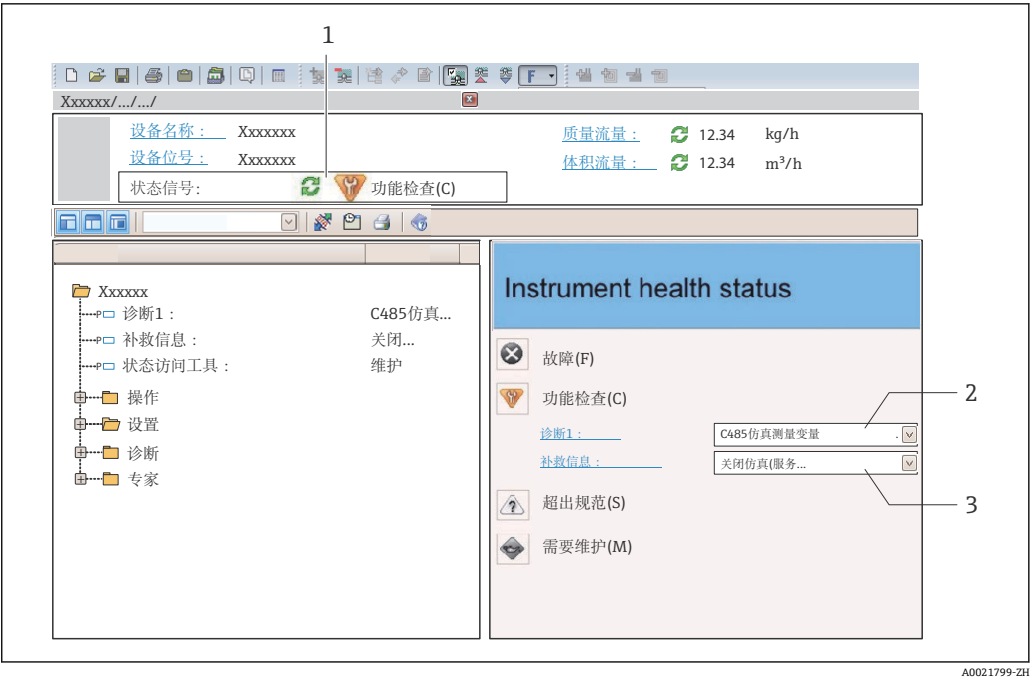 1
F
Xxxxxx/.../.../
设备名称： Xxxxxxx 质量流量： 12.34 kg/h
设备位号： Xxxxxxx 体积流量： 12.34 m³/h
状态信号: 功能检查(C)
Xxxxxx
诊断1： C485仿真...
补救信息： 关闭...
状态访问工具： 维护
操作
设置
诊断
专家
Instrument health status
故障(F)
功能检查(C)
诊断1： C485仿真测量变量 .
2
补救信息： 关闭仿真(服务...
3
超出规范(S)
需要维护(M)
A0021799-ZH